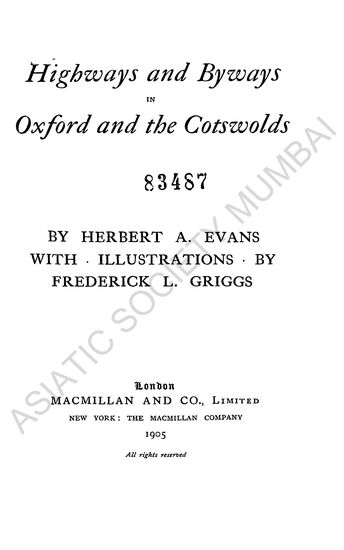 Highways and Byways
IN
Oxford and the Cotswolds
83487
BY HERBERT A. EVANS
WITH · ILLUSTRATIONS · BY
FREDERICK L. GRIGGS
London
MACMILLAN AND CO., LIMITED
NEW YORK: THE MACMILLAN COMPANY
1905
All rights reserved
ASIATIC SOCIETY MUMBAI